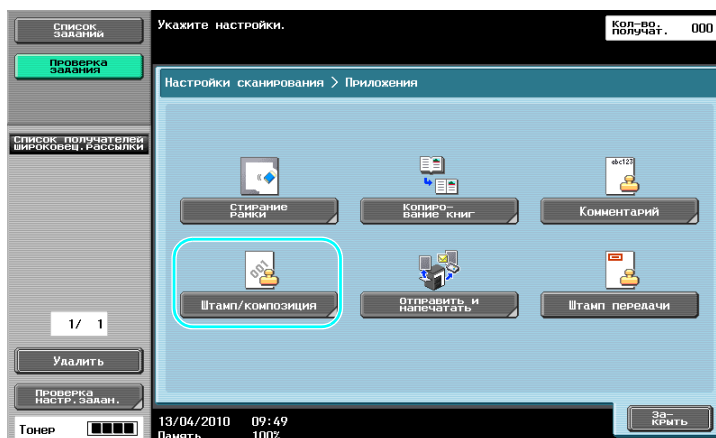 Список
заданий
Проверка
задания
Список получателей
широковещ.рассылки
1/ 1
Удалить
Проверка
настр.задан.
Тонер
Укажите настройки.
Кол-во.
получат.
000
Настройки сканирования > Приложения
Стирание
рамки
Копиро-
вание книг
abc123
Комментарий
001
Штамп/композиция
Отправить и
напечатать
Штамп передачи
13/04/2010 09:49
Память 100%
За-
крыть